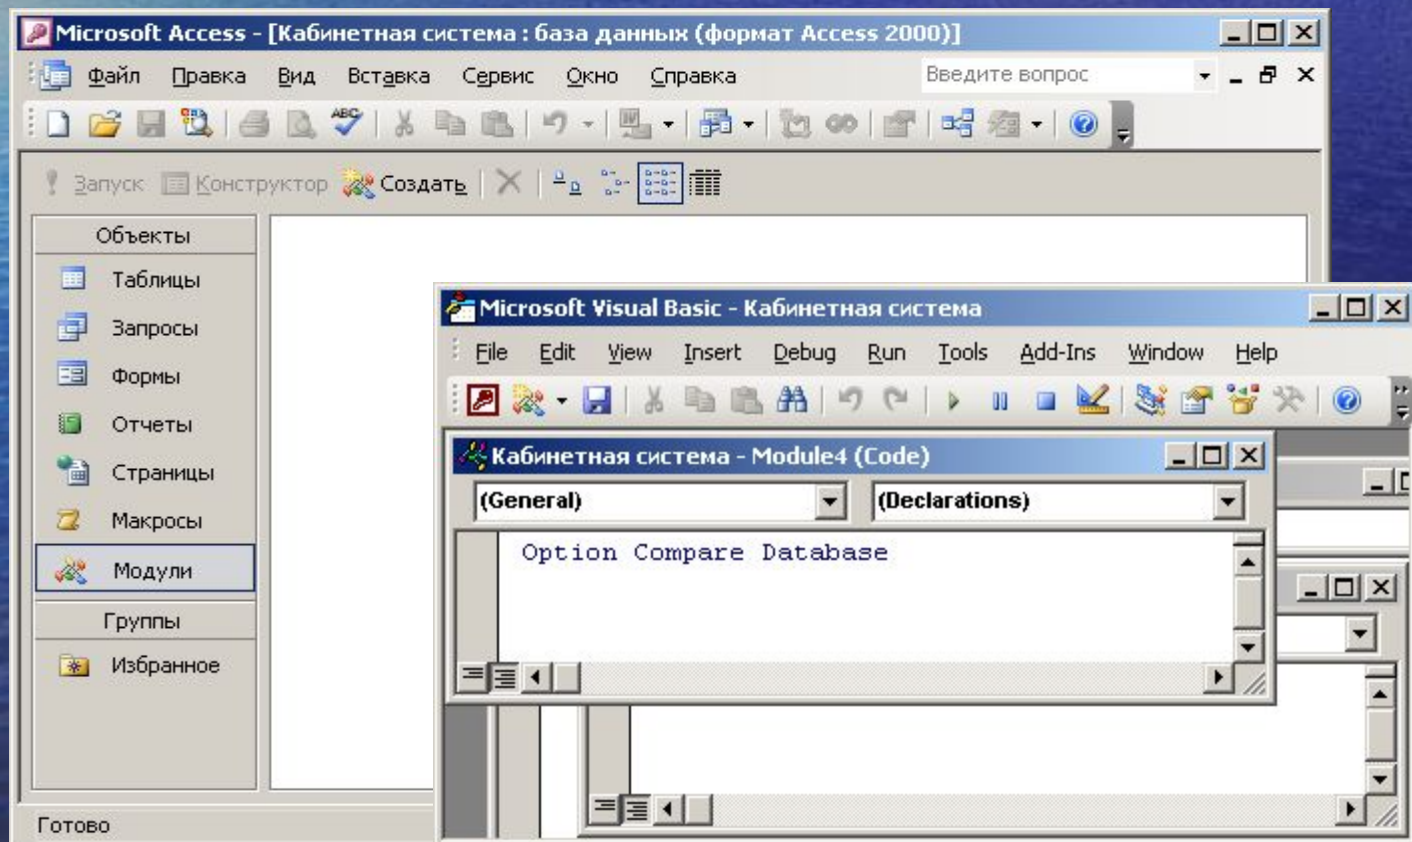 Microsoft Access - [Кабинетная система : база данных (формат Access 2000)]
Файл Правка Вид Вставка Сервис Окно Справка Введите вопрос
ABC
Запуск Конструктор Создать
Объекты
Таблицы
Запросы
Формы
Отчеты
Страницы
Макросы
Модули
Группы
Избранное
Готово
Microsoft Visual Basic - Кабинетная система
File Edit View Insert Debug Run Tools Add-Ins Window Help
Кабинетная система - Module4 (Code)
(General) (Declarations)
Option Compare Database